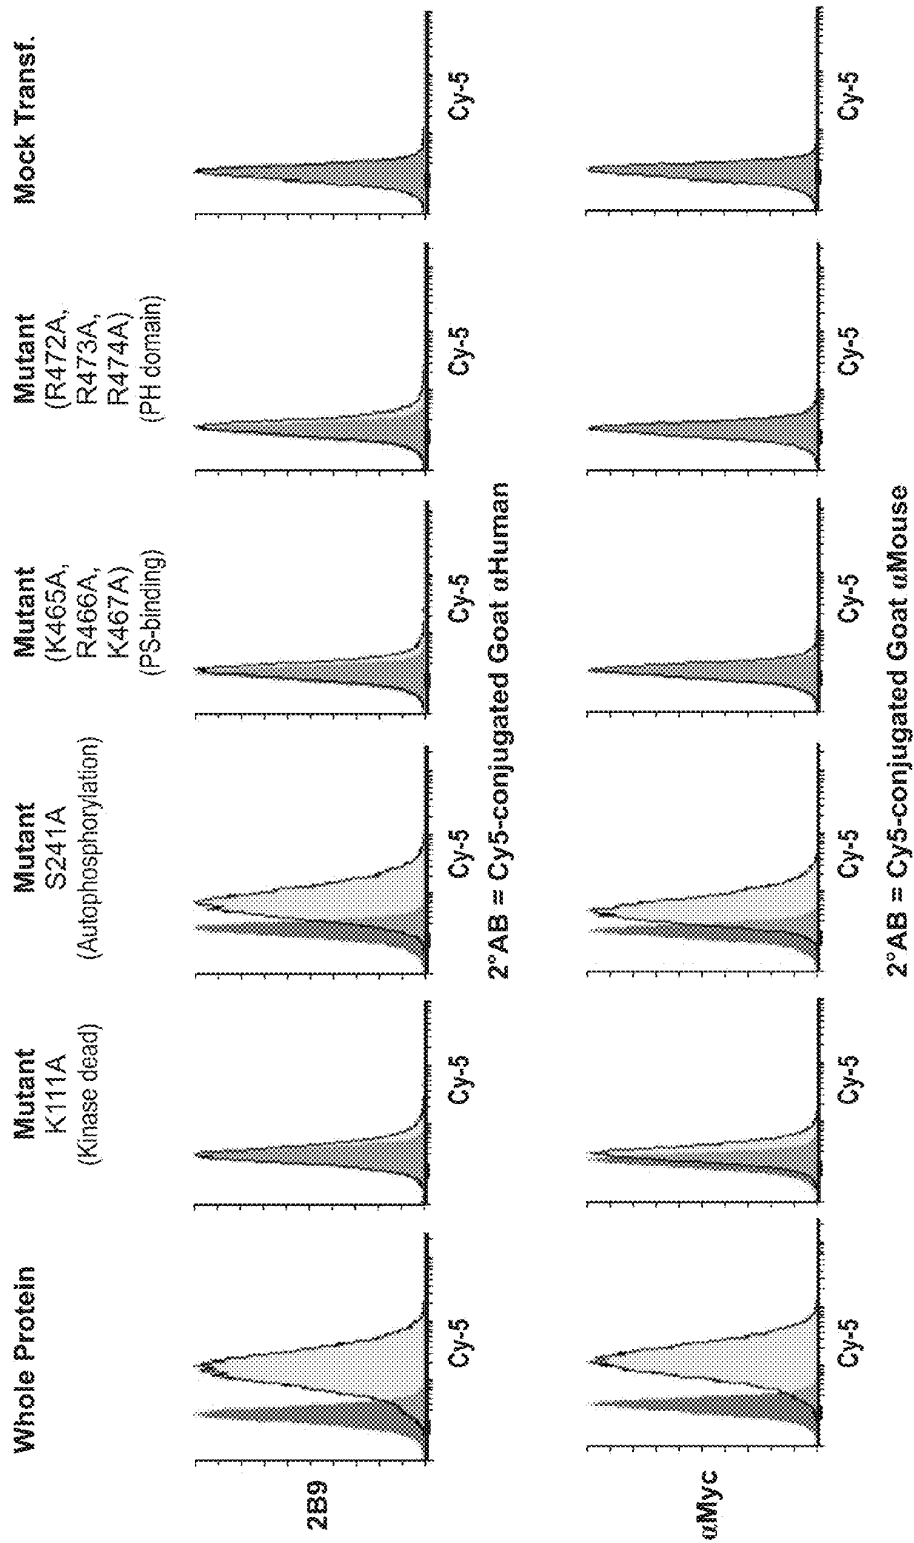 Whole Protein
Mutant
K111A
(Kinase dead)
Mutant
S241A
(Autophosphorylation)
Mutant
(K465A,
R466A,
K467A)
(PS-binding)
Mutant
(R472A,
R473A,
R474A)
(PH domain)
Mock Transf.
2B9
Cy-5
Cy-5
Cy-5
Cy-5
Cy-5
Cy-5
2°AB = Cy5-conjugated Goat αHuman
αMyc
Cy-5
Cy-5
Cy-5
Cy-5
Cy-5
Cy-5
2°AB = Cy5-conjugated Goat αMouse